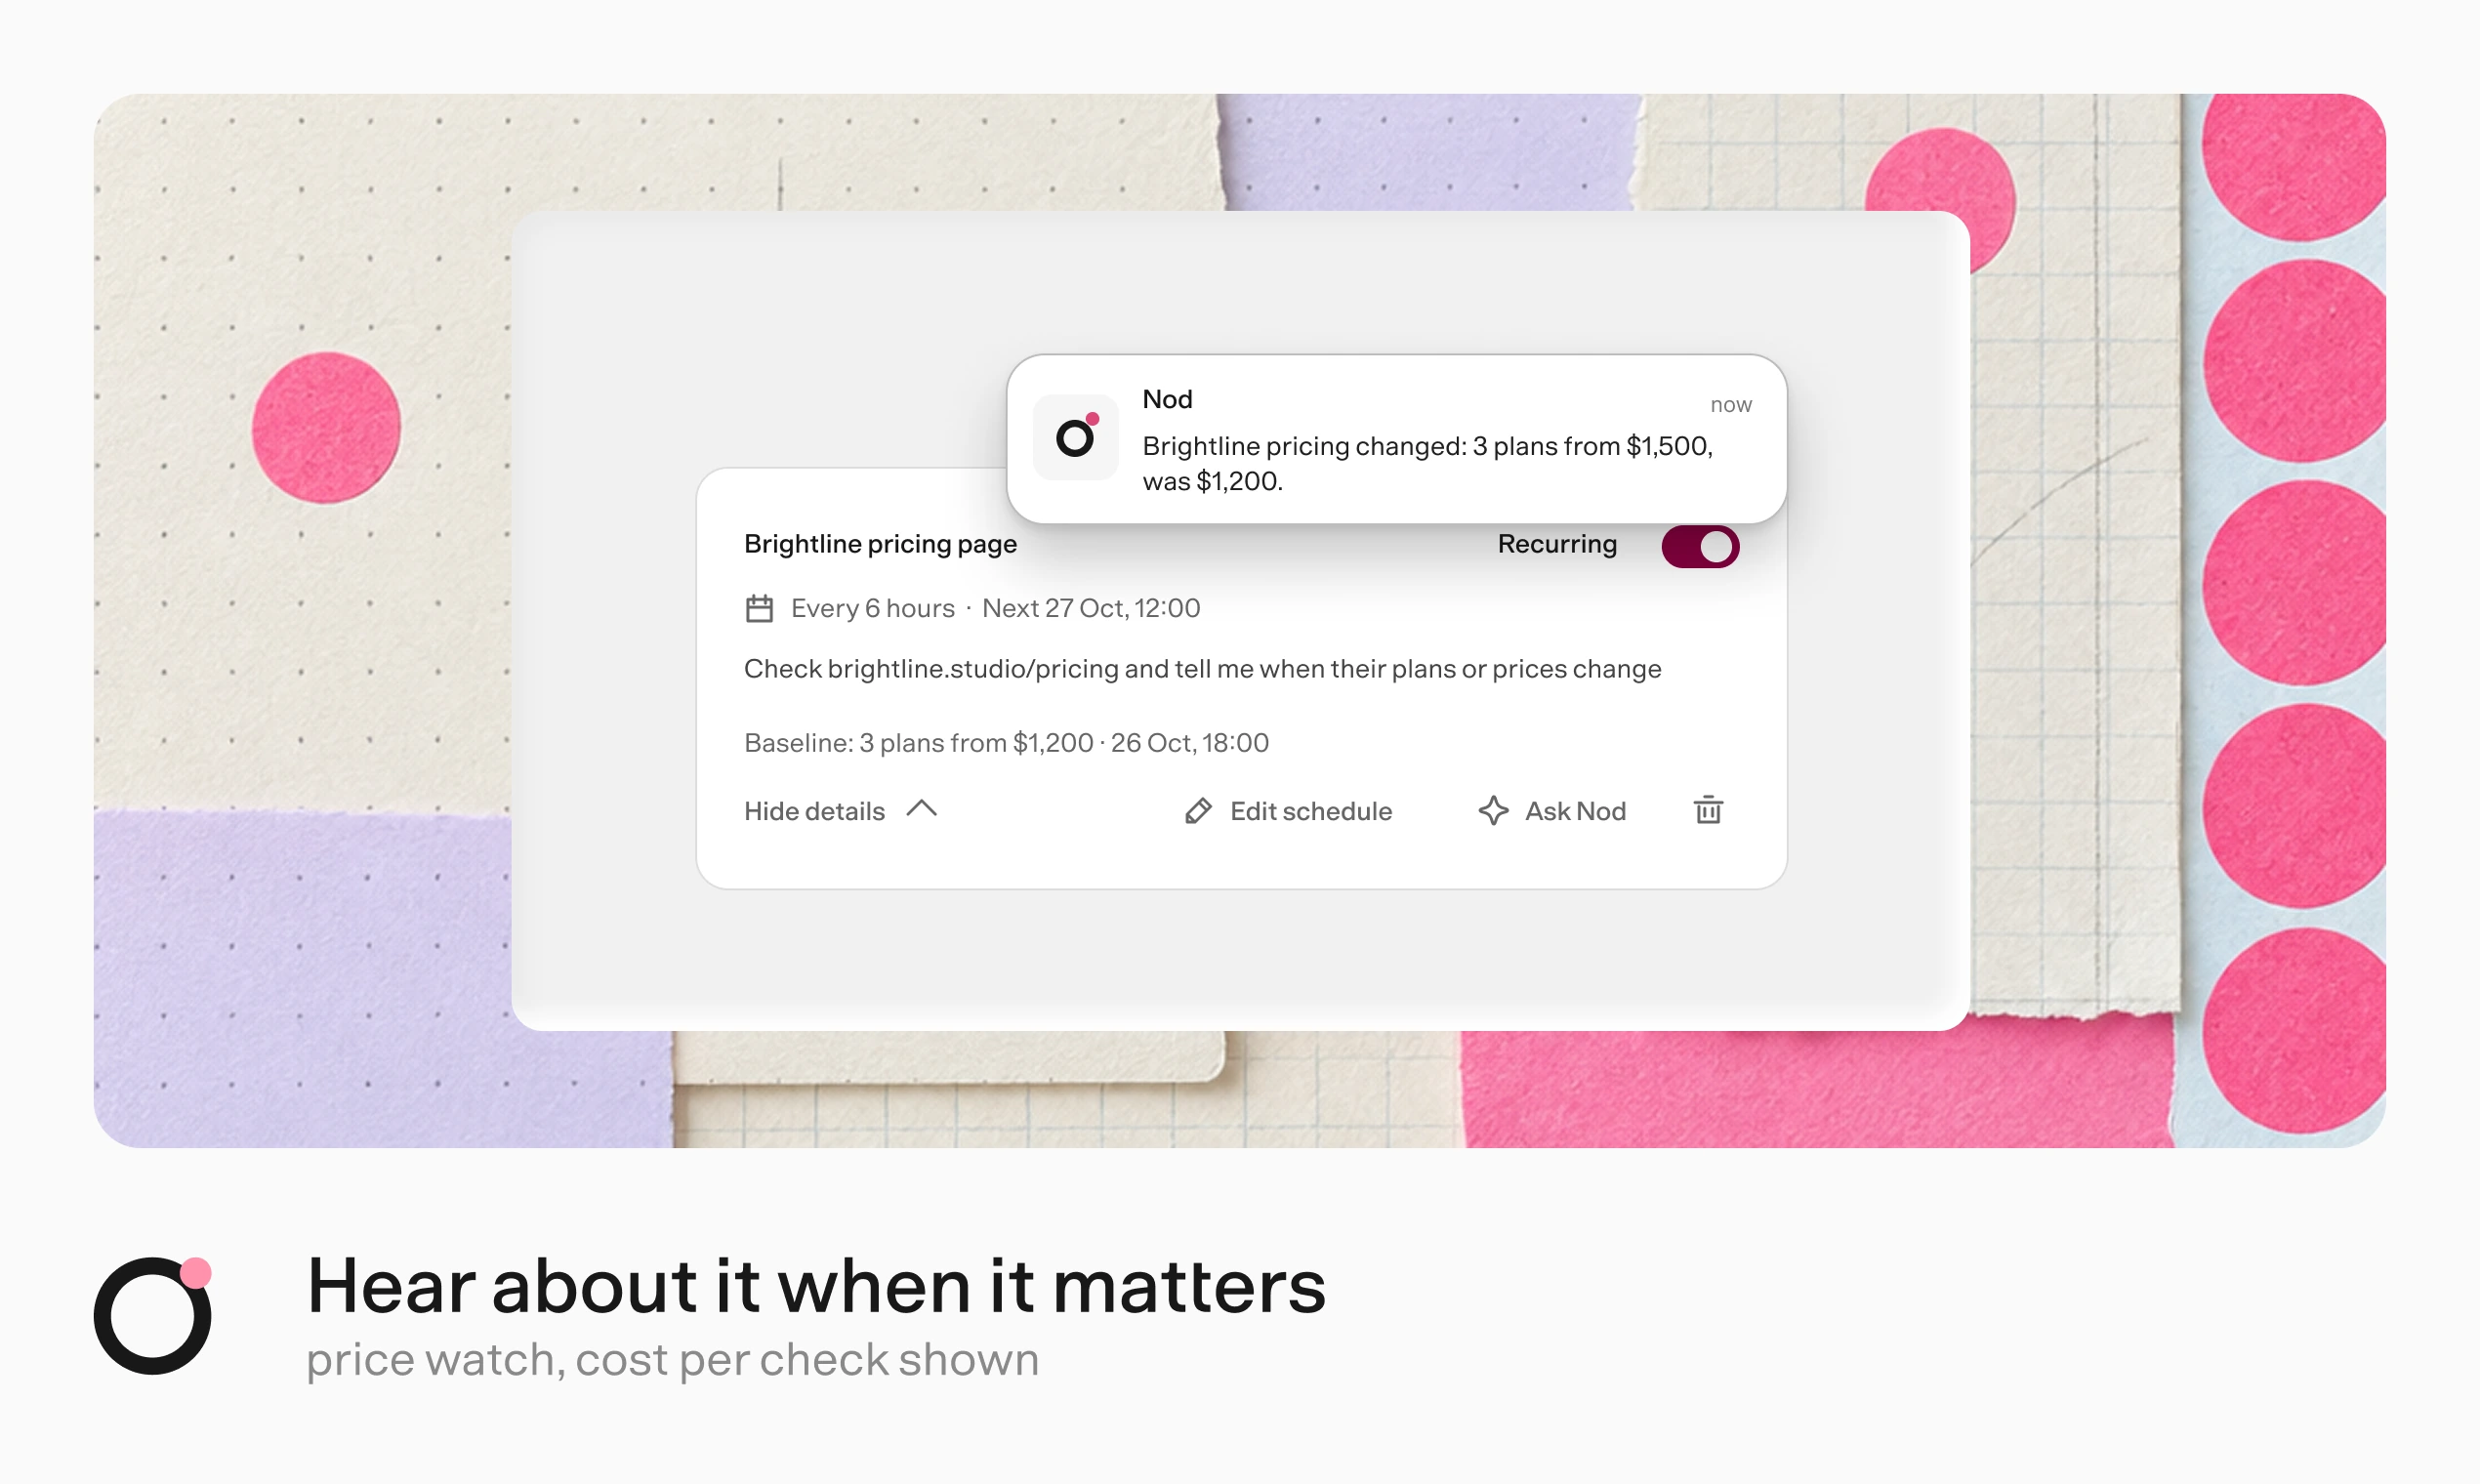 Nod
now
Brightline pricing changed: 3 plans from $1,500,
was $1,200.
Brightline pricing page
Recurring
Every 6 hours · Next 27 Oct, 12:00
Check brightline.studio/pricing and tell me when their plans or prices change
Baseline: 3 plans from $1,200 · 26 Oct, 18:00
Hide details
Edit schedule
Ask Nod
Hear about it when it matters
price watch, cost per check shown